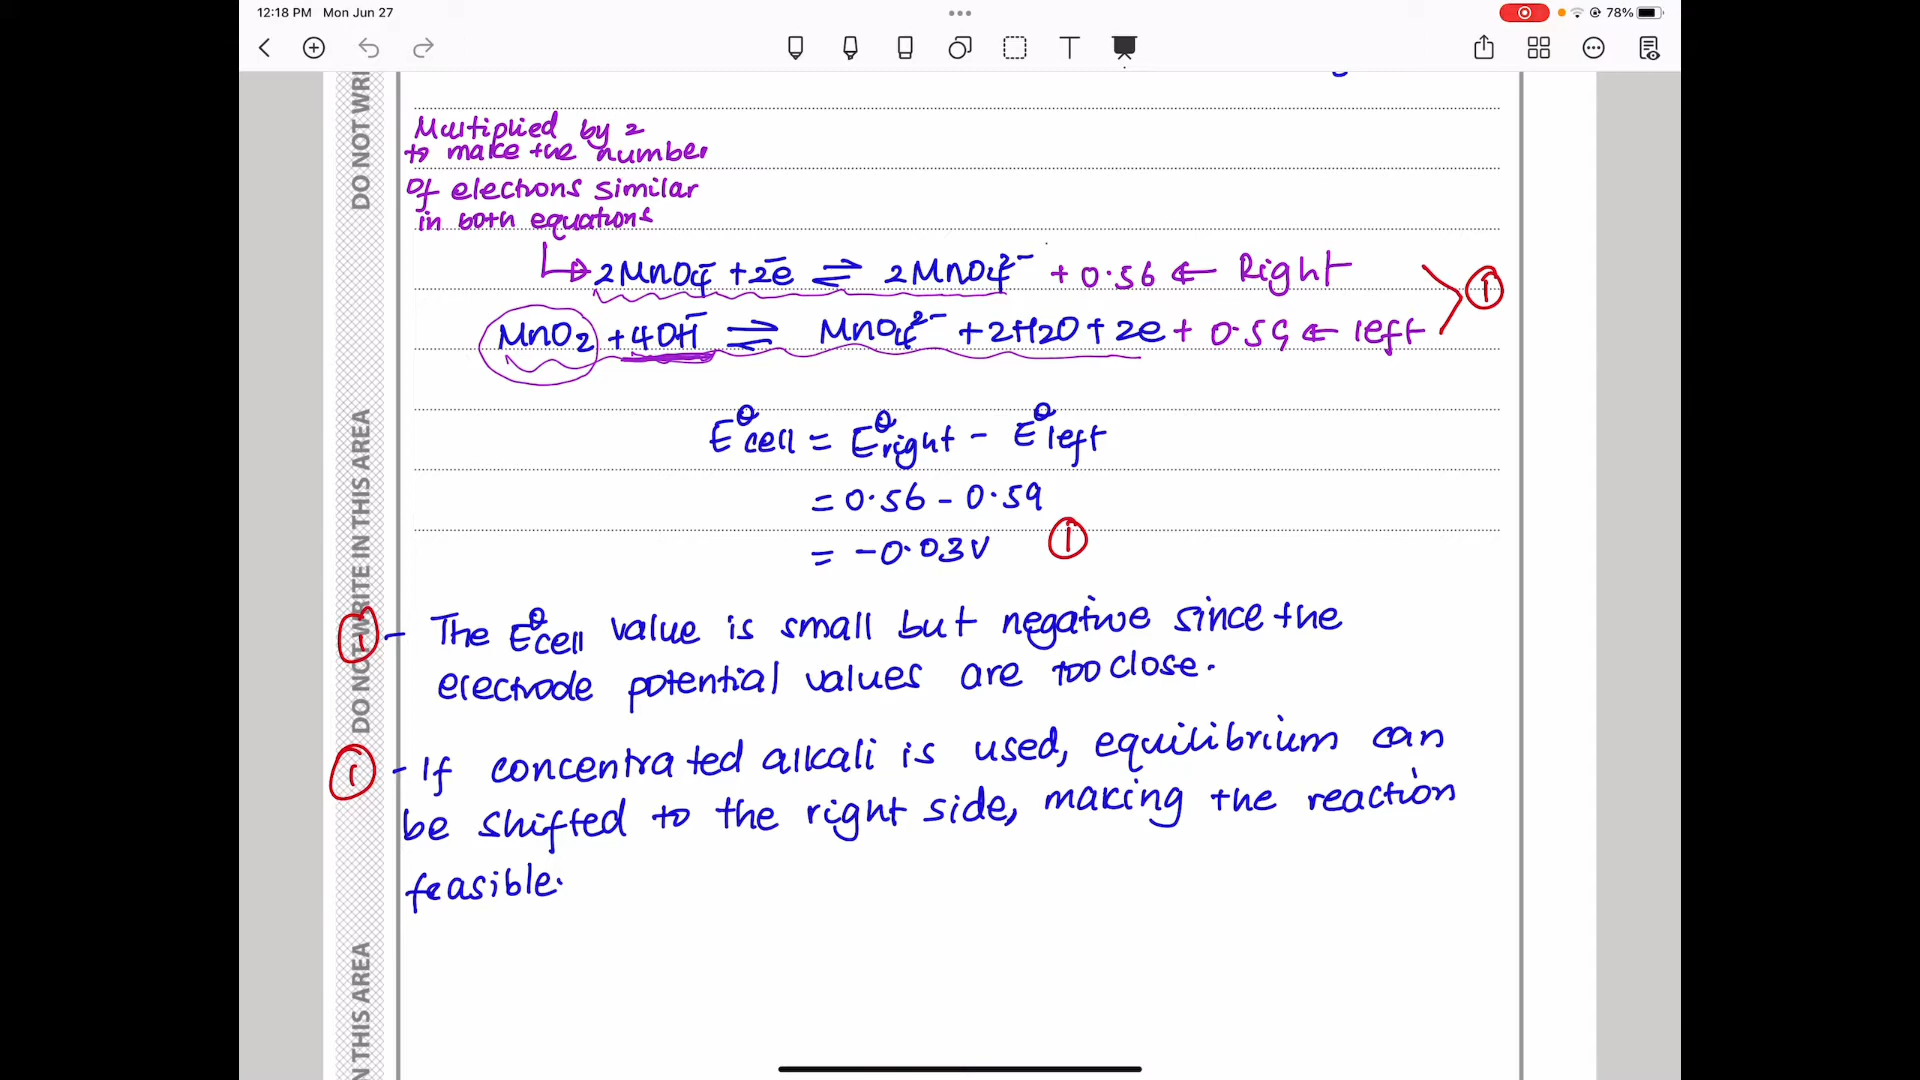 12:18 PM Mon Jun 27
78%
DO NOT WRI
Multiplied by 2
to make the number
of electrons similar
in both equations
2MnO4⁻ + 2e⁻ ⇌ 2MnO4²⁻ + 0.56 ← Right
MnO2 + 4OH⁻ ⇌ MnO4²⁻ + 2H2O + 2e + 0.59 ← left
1
E⁰cell = E⁰right - E⁰left
= 0.56 - 0.59
= -0.03V
1
DO NOT WRITE IN THIS AREA
1
- The E⁰cell value is small but negative since the
electrode potential values are too close.
1
- If concentrated alkali is used, equilibrium can
be shifted to the right side, making the reaction
feasible.
N THIS AREA